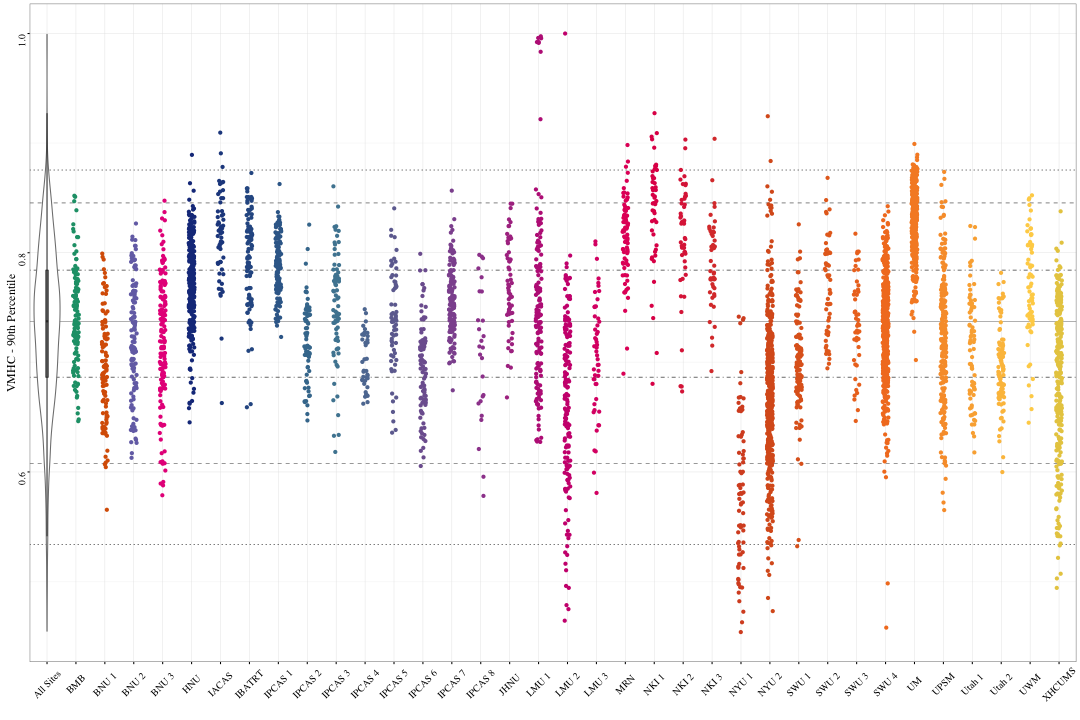 VMHC - 90th Percentile
1.0
0.8
0.6
All Sites
BMB
BNU 1
BNU 2
BNU 3
HNU
IACAS
IBATRT
IPCAS 1
IPCAS 2
IPCAS 3
IPCAS 4
IPCAS 5
IPCAS 6
IPCAS 7
IPCAS 8
JHNU
LMU 1
LMU 2
LMU 3
MRN
NKI 1
NKI 2
NKI 3
NYU 1
NYU 2
SWU 1
SWU 2
SWU 3
SWU 4
UM
UPSM
Utah 1
Utah 2
UWM
XHCUMS